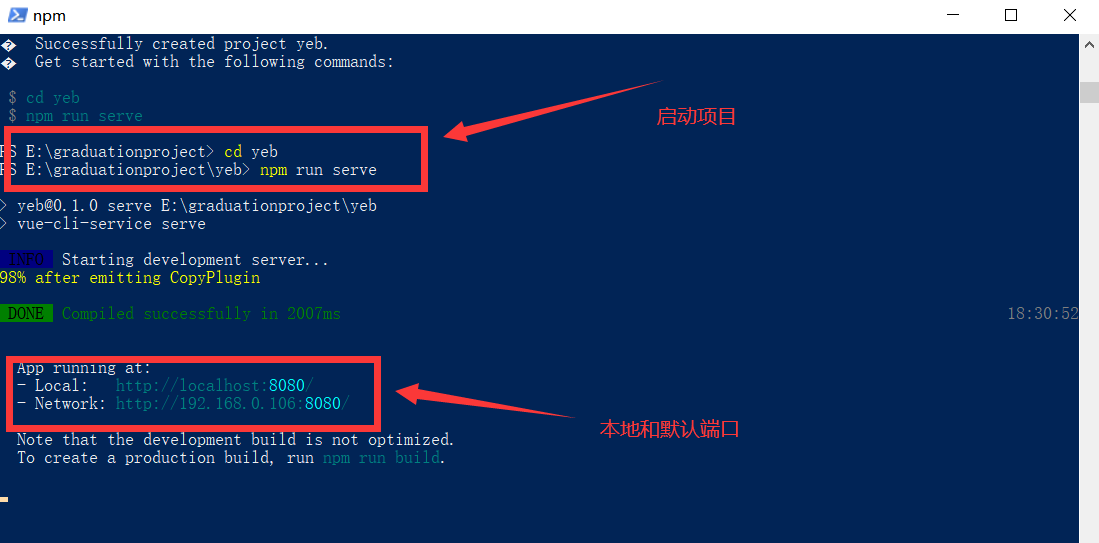 npm
� Successfully created project yeb.
� Get started with the following commands:
$ cd yeb
$ npm run serve
启动项目
PS E:\graduationproject> cd yeb
PS E:\graduationproject\yeb> npm run serve
> yeb@0.1.0 serve E:\graduationproject\yeb
> vue-cli-service serve
INFO Starting development server...
98% after emitting CopyPlugin
DONE Compiled successfully in 2007ms 18:30:52
App running at:
- Local: http://localhost:8080/
- Network: http://192.168.0.106:8080/
本地和默认端口
Note that the development build is not optimized.
To create a production build, run npm run build.